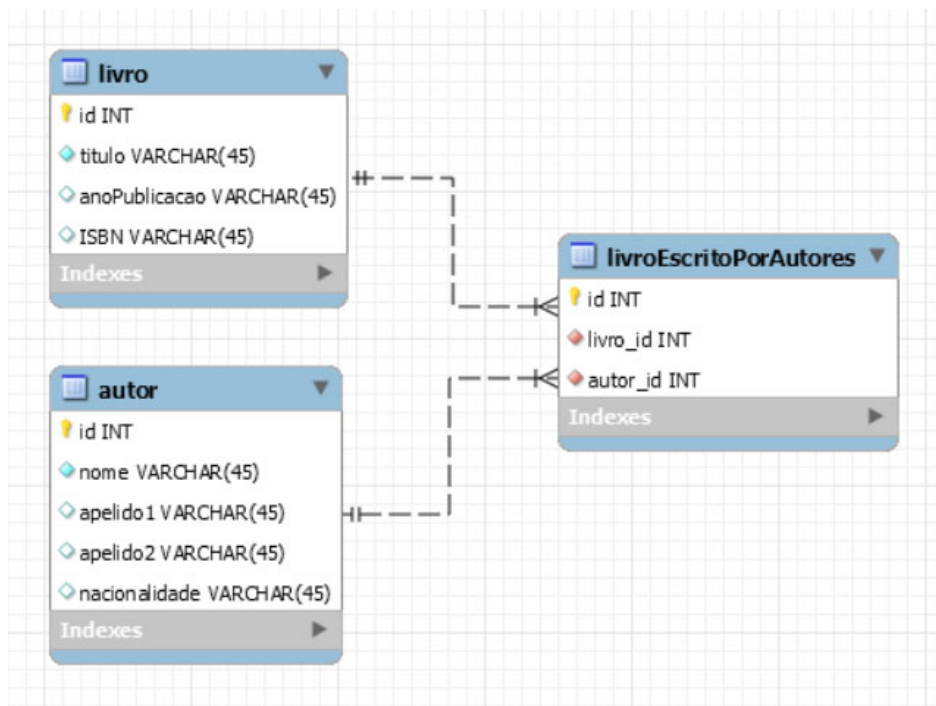 livro
id INT
titulo VARCHAR(45)
anoPublicacao VARCHAR(45)
ISBN VARCHAR(45)
Indexes
livroEscritoPorAutores
id INT
livro_id INT
autor_id INT
Indexes
autor
id INT
nome VARCHAR(45)
apelido1 VARCHAR(45)
apelido2 VARCHAR(45)
nacionalidade VARCHAR(45)
Indexes